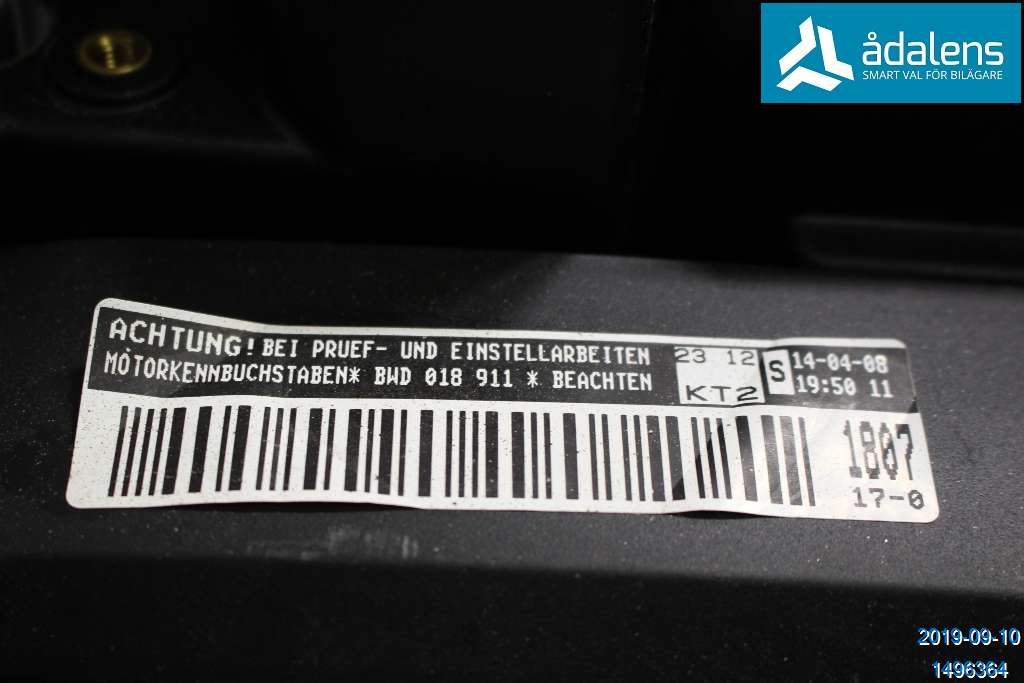 ådalens
SMART VAL FÖR BILÄGARE
ACHTUNG! BEI PRUEF- UND EINSTELLARBEITEN
MOTORKENNBUCHSTABEN* BWD 018 911 * BEACHTEN
23 12
KT2
S
14-04-08
19:50 11
1807
17-0
2019-09-10
1496364